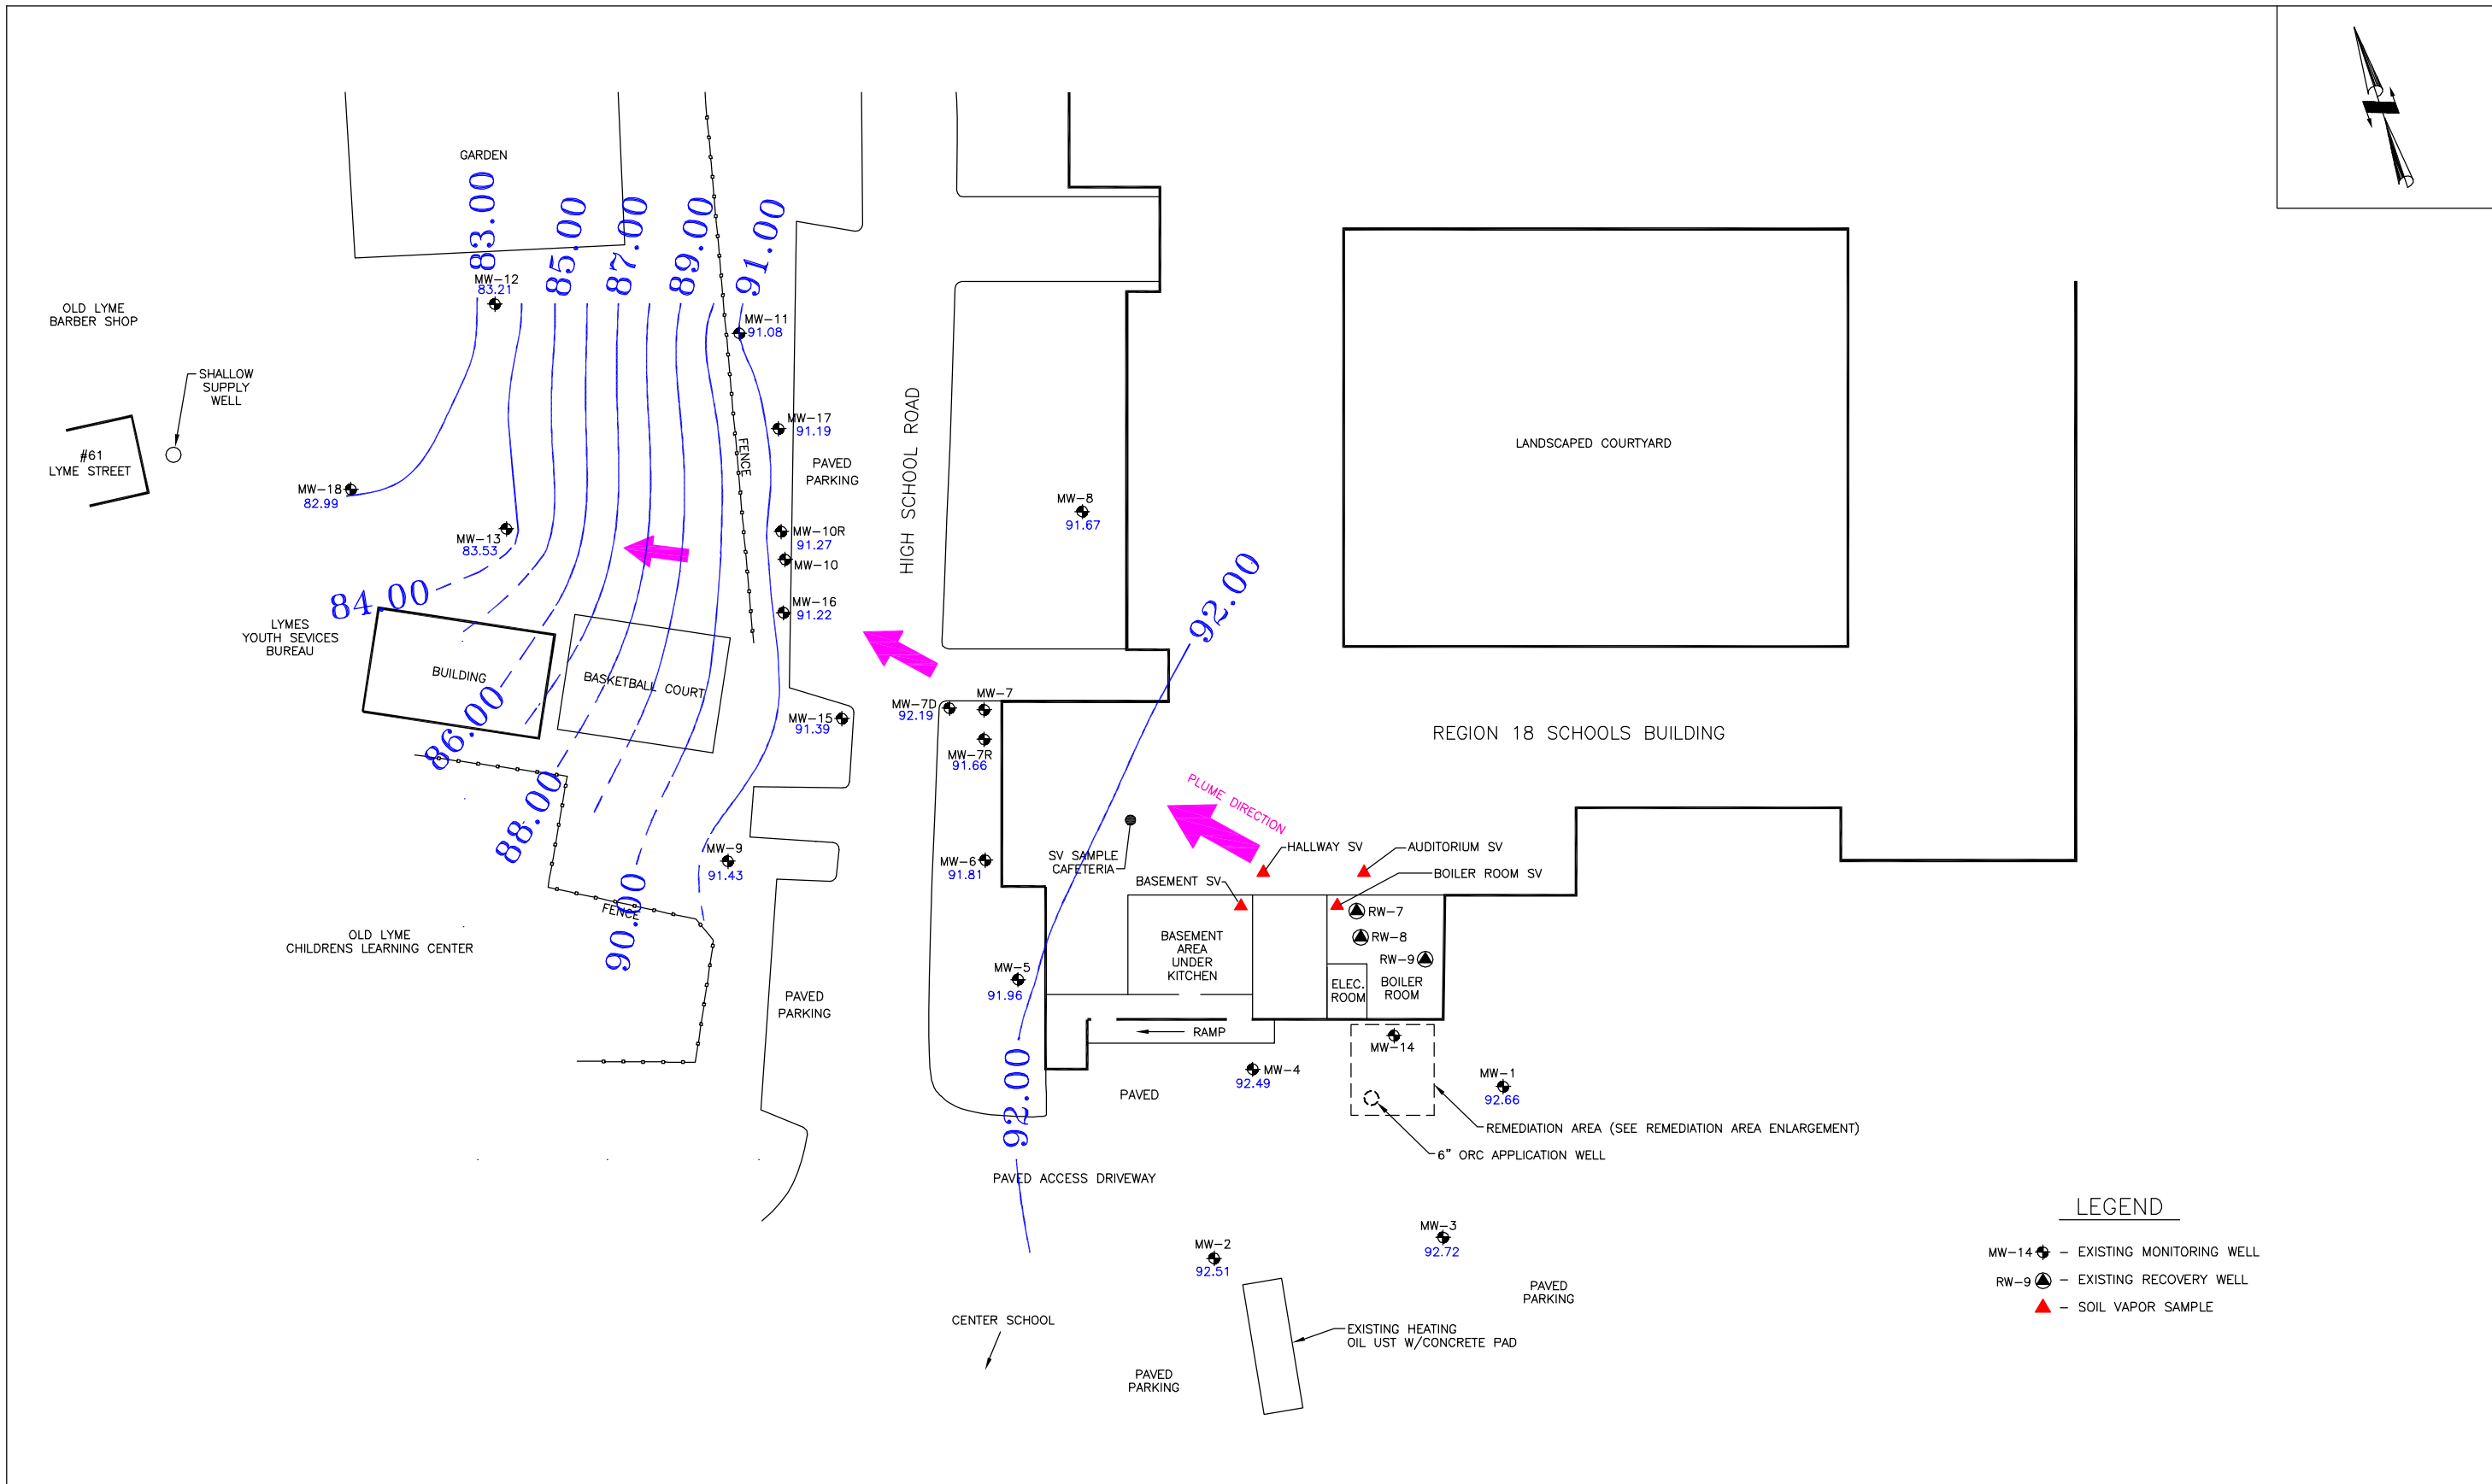 GARDEN
83.00
85.00
87.00
89.00
91.00
MW-12
83.21
OLD LYME
BARBER SHOP
MW-11
91.08
SHALLOW
SUPPLY
WELL
#61
LYME STREET
MW-17
91.19
FENCE
PAVED
PARKING
HIGH SCHOOL ROAD
LANDSCAPED COURTYARD
MW-18
82.99
MW-8
91.67
MW-13
83.53
MW-10R
91.27
MW-10
84.00
MW-16
91.22
92.00
LYMES
YOUTH SEVICES
BUREAU
BUILDING
BASKETBALL COURT
86.00
MW-15
91.39
MW-7D
92.19
MW-7
MW-7R
91.66
REGION 18 SCHOOLS BUILDING
PLUME DIRECTION
88.00
MW-9
91.43
MW-6
91.81
SV SAMPLE
CAFETERIA
HALLWAY SV
AUDITORIUM SV
BASEMENT SV
BOILER ROOM SV
RW-7
RW-8
RW-9
FENCE
90.00
OLD LYME
CHILDRENS LEARNING CENTER
BASEMENT
AREA
UNDER
KITCHEN
ELEC.
ROOM
BOILER
ROOM
MW-5
91.96
PAVED
PARKING
RAMP
MW-14
92.00
MW-4
92.49
MW-1
92.66
PAVED
REMEDIATION AREA (SEE REMEDIATION AREA ENLARGEMENT)
6" ORC APPLICATION WELL
PAVED ACCESS DRIVEWAY
MW-3
92.72
MW-2
92.51
PAVED
PARKING
CENTER SCHOOL
EXISTING HEATING
OIL UST W/CONCRETE PAD
PAVED
PARKING
LEGEND
MW-14 - EXISTING MONITORING WELL
RW-9 - EXISTING RECOVERY WELL
- SOIL VAPOR SAMPLE